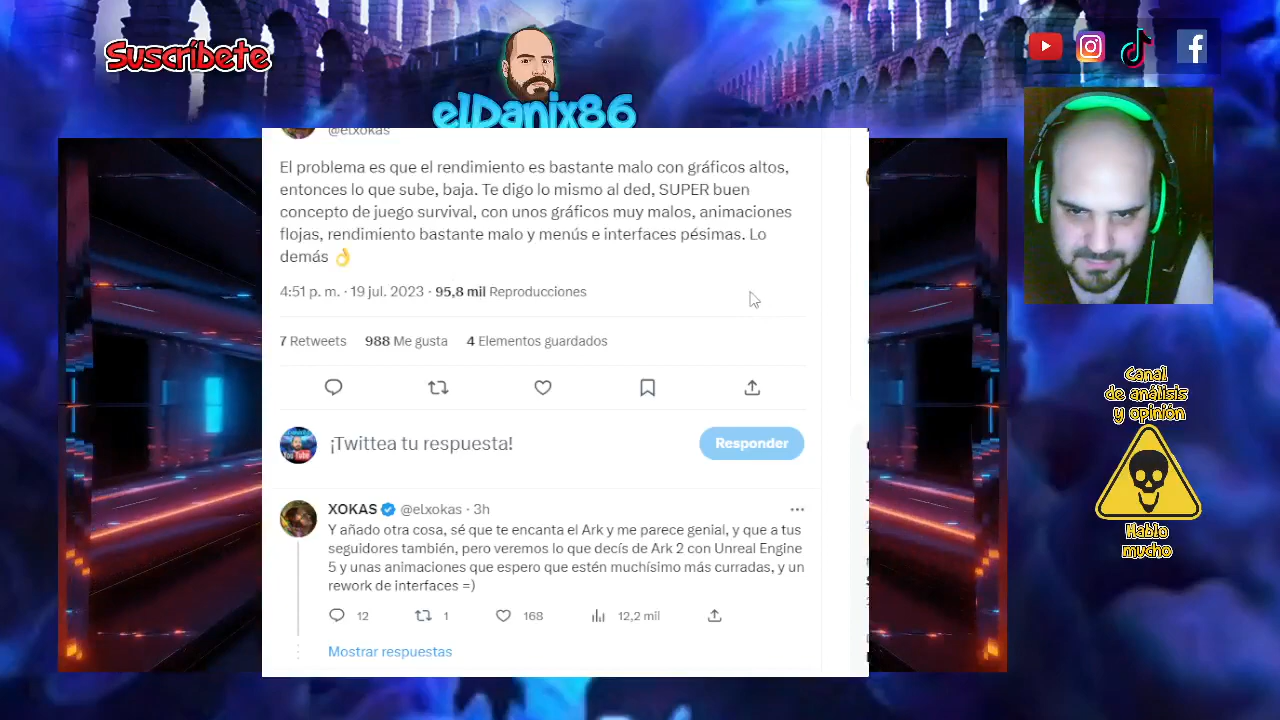 Suscríbete
elDanix86
@elxokas
El problema es que el rendimiento es bastante malo con gráficos altos,
entonces lo que sube, baja. Te digo lo mismo al ded, SUPER buen
concepto de juego survival, con unos gráficos muy malos, animaciones
flojas, rendimiento bastante malo y menús e interfaces pésimas. Lo
demás 👌
4:51 p. m. · 19 jul. 2023 · 95,8 mil Reproducciones
7 Retweets 988 Me gusta 4 Elementos guardados
¡Twittea tu respuesta!
Responder
XOKAS @elxokas · 3h
Y añado otra cosa, sé que te encanta el Ark y me parece genial, y que a tus
seguidores también, pero veremos lo que decís de Ark 2 con Unreal Engine
5 y unas animaciones que espero que estén muchísimo más curradas, y un
rework de interfaces =)
12 1 168 12,2 mil
Mostrar respuestas
Canal
de análisis
y opinión
Hablo
mucho